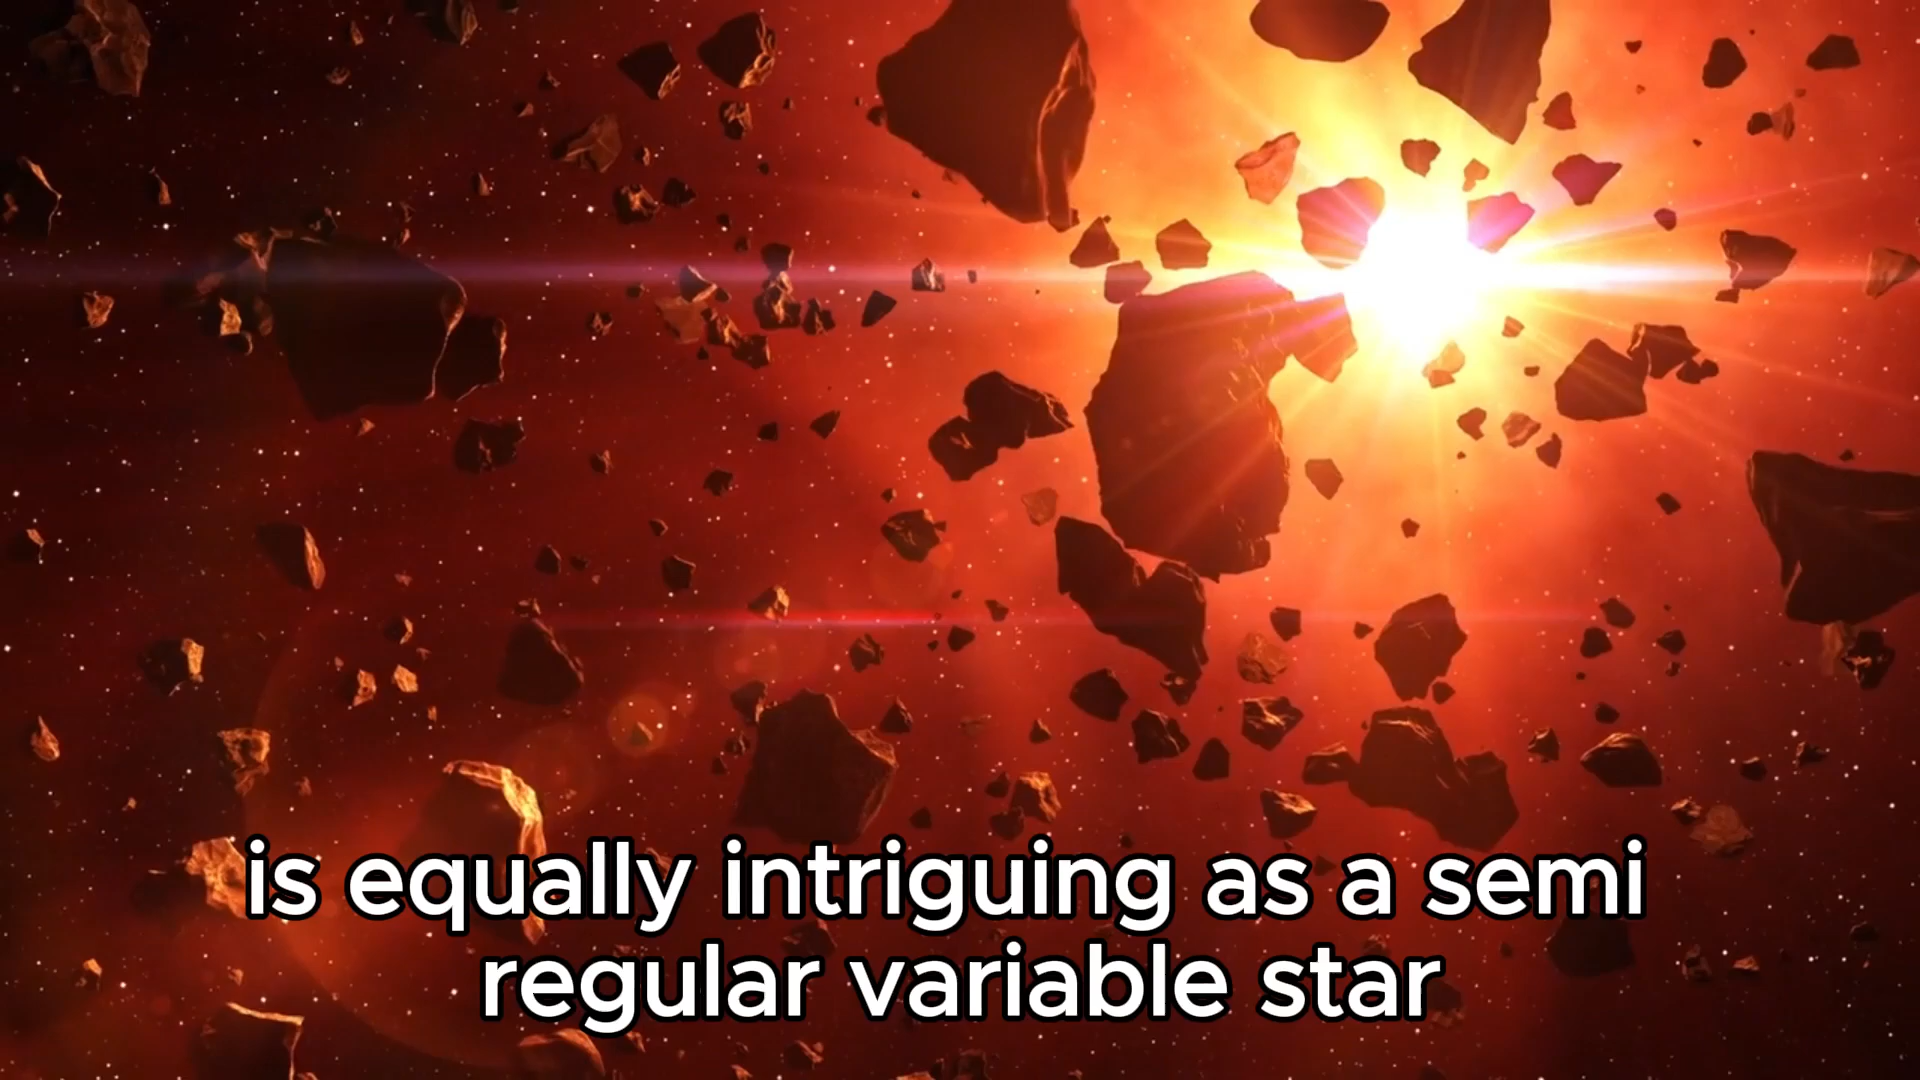 is equally intriguing as a semi
regular variable star